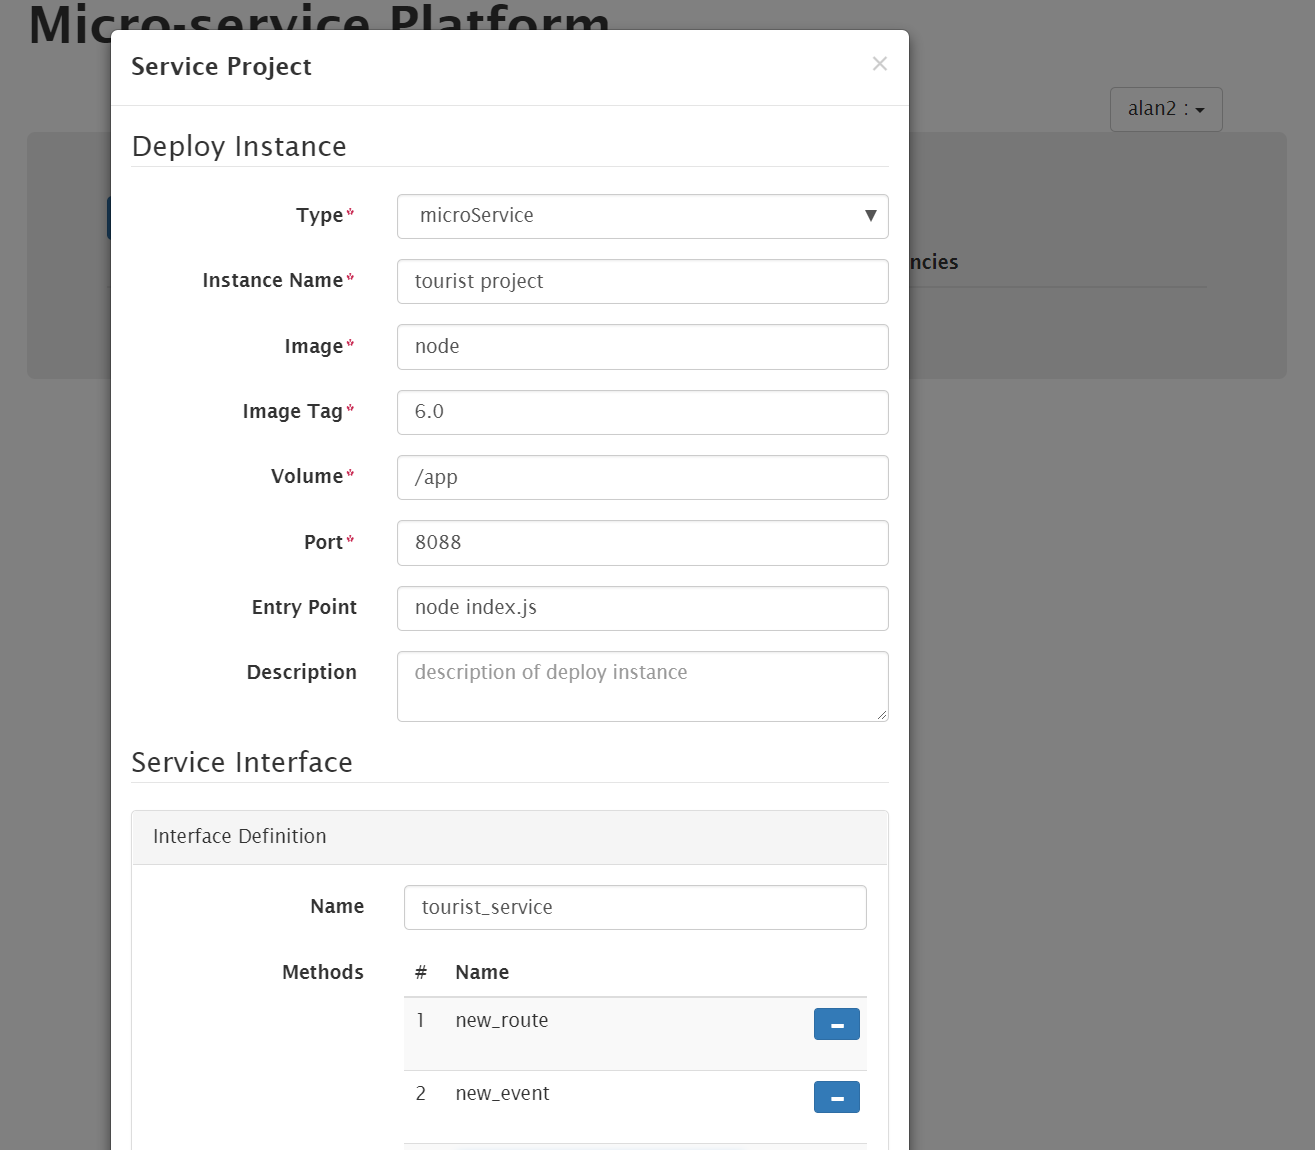 Micro-service Platform
Service Project ×
alan2 :
Deploy Instance
Type* microService
ncies
Instance Name* tourist project
Image* node
Image Tag* 6.0
Volume* /app
Port* 8088
Entry Point node index.js
Description description of deploy instance
Service Interface
Interface Definition
Name tourist_service
Methods # Name
1 new_route
2 new_event